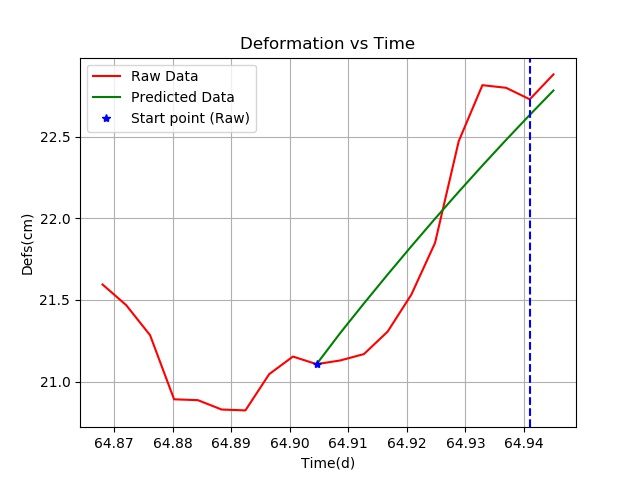 Deformation vs Time
Raw Data
Predicted Data
Start point (Raw)
Defs(cm)
22.5
22.0
21.5
21.0
64.87 64.88 64.89 64.90 64.91 64.92 64.93 64.94
Time(d)